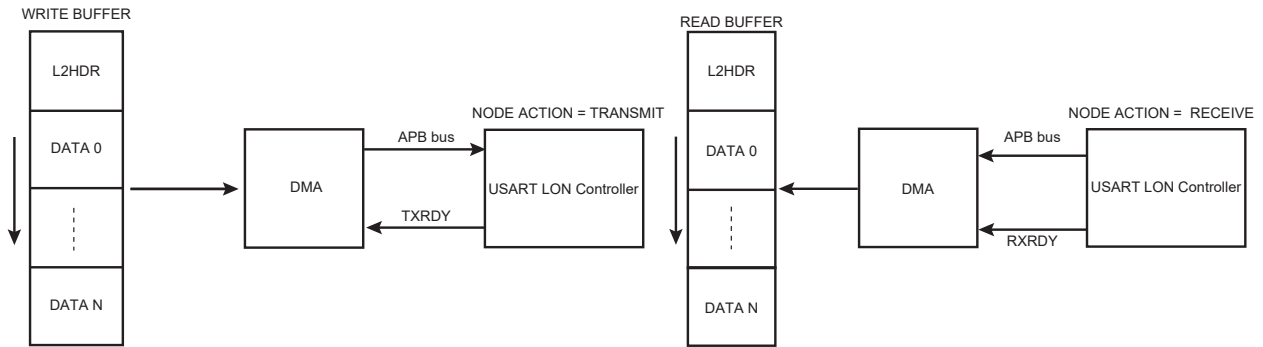 WRITE BUFFER
L2HDR
DATA 0
DATA N
DMA
APB bus
TXRDY
NODE ACTION = TRANSMIT
USART LON Controller
READ BUFFER
L2HDR
DATA 0
DATA N
DMA
APB bus
RXRDY
NODE ACTION = RECEIVE
USART LON Controller